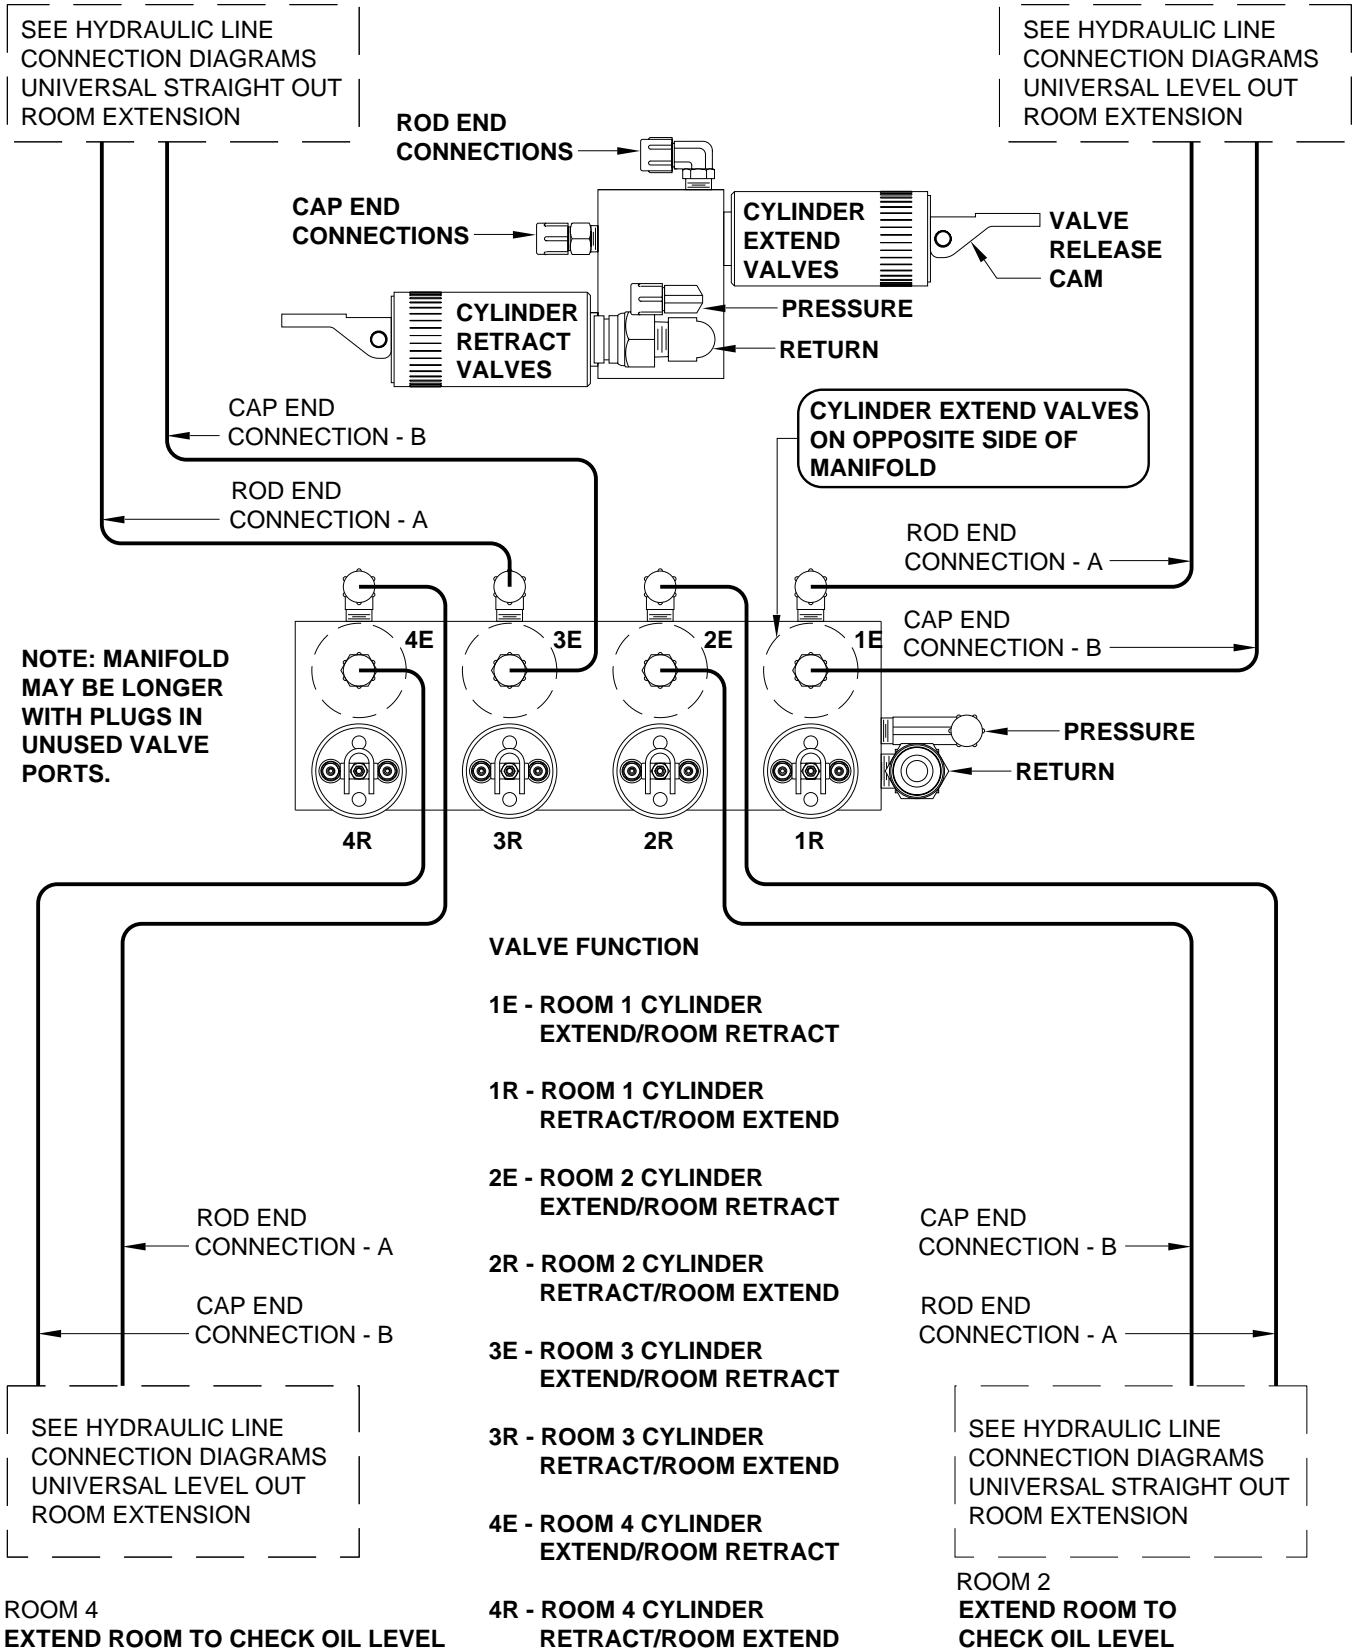 SEE HYDRAULIC LINE
CONNECTION DIAGRAMS
UNIVERSAL STRAIGHT OUT
ROOM EXTENSION
SEE HYDRAULIC LINE
CONNECTION DIAGRAMS
UNIVERSAL LEVEL OUT
ROOM EXTENSION
ROD END
CONNECTIONS
CAP END
CONNECTIONS
CYLINDER
EXTEND
VALVES
VALVE
RELEASE
CAM
CYLINDER
RETRACT
VALVES
PRESSURE
RETURN
CAP END
CONNECTION - B
CYLINDER EXTEND VALVES
ON OPPOSITE SIDE OF
MANIFOLD
ROD END
CONNECTION - A
ROD END
CONNECTION - A
CAP END
CONNECTION - B
4E
3E
2E
1E
NOTE: MANIFOLD
MAY BE LONGER
WITH PLUGS IN
UNUSED VALVE
PORTS.
PRESSURE
RETURN
4R
3R
2R
1R
VALVE FUNCTION
1E - ROOM 1 CYLINDER
EXTEND/ROOM RETRACT
1R - ROOM 1 CYLINDER
RETRACT/ROOM EXTEND
2E - ROOM 2 CYLINDER
EXTEND/ROOM RETRACT
2R - ROOM 2 CYLINDER
RETRACT/ROOM EXTEND
3E - ROOM 3 CYLINDER
EXTEND/ROOM RETRACT
3R - ROOM 3 CYLINDER
RETRACT/ROOM EXTEND
4E - ROOM 4 CYLINDER
EXTEND/ROOM RETRACT
4R - ROOM 4 CYLINDER
RETRACT/ROOM EXTEND
ROD END
CONNECTION - A
CAP END
CONNECTION - B
CAP END
CONNECTION - B
ROD END
CONNECTION - A
SEE HYDRAULIC LINE
CONNECTION DIAGRAMS
UNIVERSAL LEVEL OUT
ROOM EXTENSION
SEE HYDRAULIC LINE
CONNECTION DIAGRAMS
UNIVERSAL STRAIGHT OUT
ROOM EXTENSION
ROOM 4
EXTEND ROOM TO CHECK OIL LEVEL
ROOM 2
EXTEND ROOM TO
CHECK OIL LEVEL